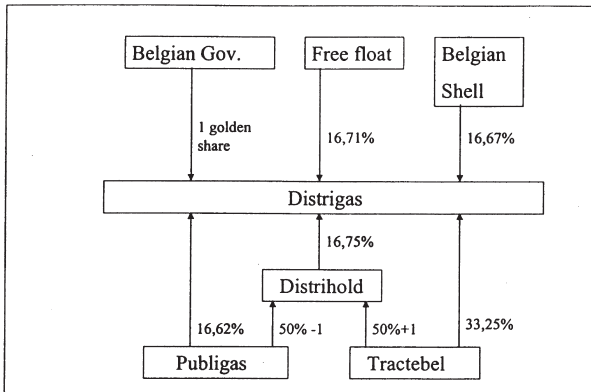 Belgian Gov.
Free float
Belgian
Shell
1 golden
share
16,71%
16,67%
Distrigas
16,75%
Distrihold
16,62%
50% -1
50%+1
33,25%
Publigas
Tractebel